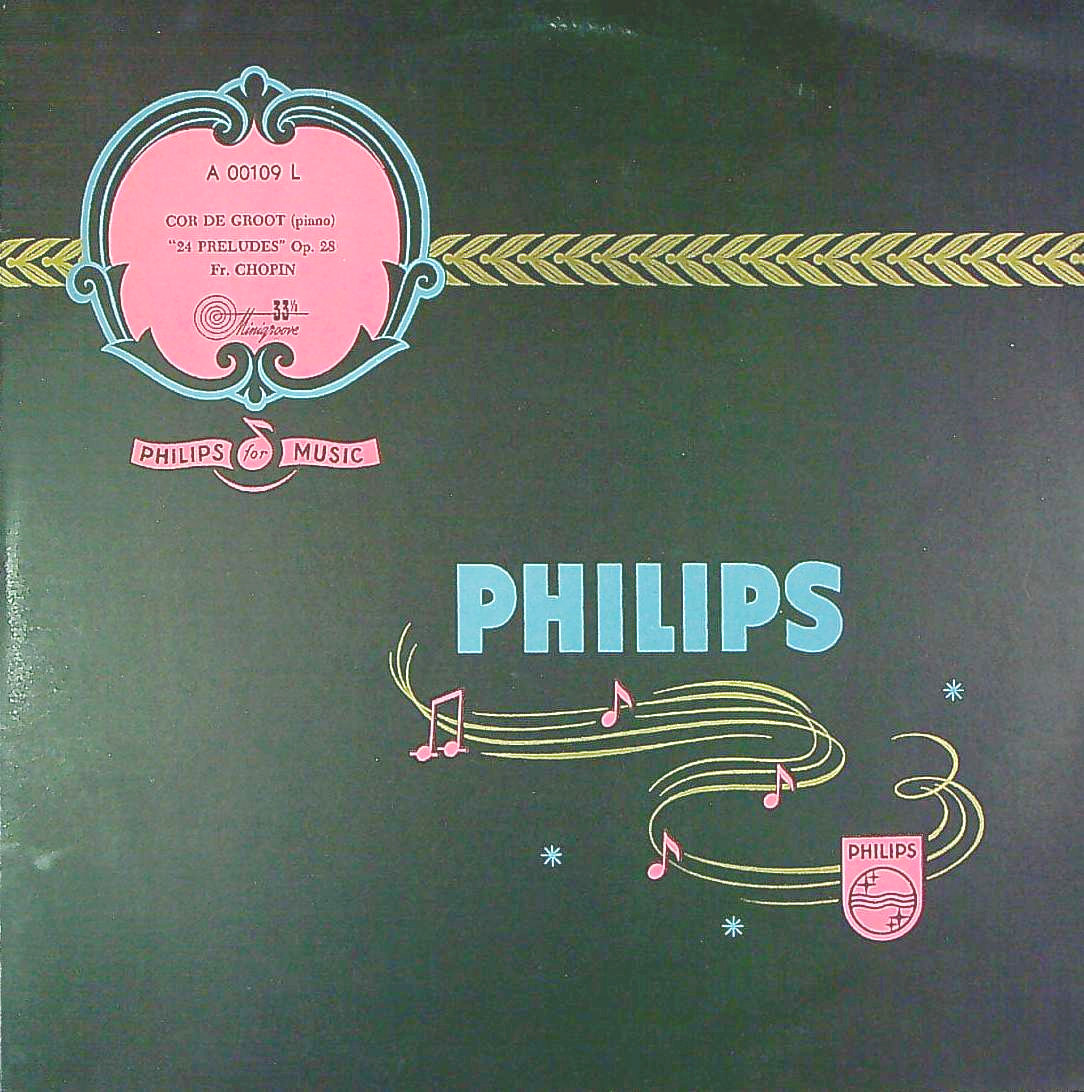 A 00109 L
COR DE GROOT (piano)
"24 PRELUDES" Op. 28
Fr. CHOPIN
33⅓
Minigroove
PHILIPS for MUSIC
PHILIPS
PHILIPS